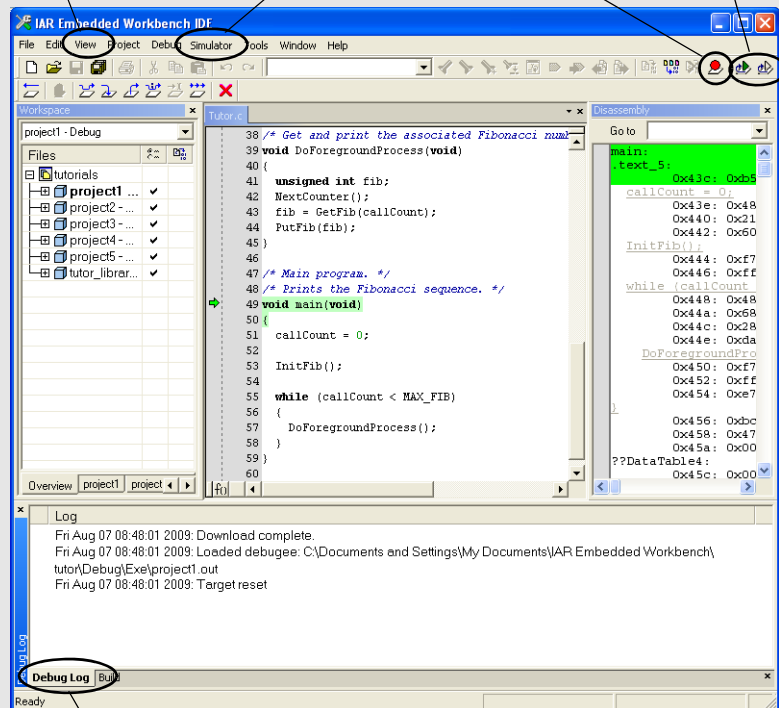 IAR Embedded Workbench IDE
File Edit View Project Debug Simulator Tools Window Help
Workspace
project1 - Debug
Files
tutorials
project1 ...
project2 - ...
project3 - ...
project4 - ...
project5 - ...
tutor_librar...
Overview project1 project
Tutor.c
38 /* Get and print the associated Fibonacci numb
39 void DoForegroundProcess(void)
40 {
41 unsigned int fib;
42 NextCounter();
43 fib = GetFib(callCount);
44 PutFib(fib);
45 }
46
47 /* Main program. */
48 /* Prints the Fibonacci sequence. */
49 void main(void)
50 {
51 callCount = 0;
52
53 InitFib();
54
55 while (callCount < MAX_FIB)
56 {
57 DoForegroundProcess();
58 }
59 }
60
f()
Disassembly
Go to
main:
.text_5:
0x43c: 0xb5
callCount = 0;
0x43e: 0x48
0x440: 0x21
0x442: 0x60
InitFib();
0x444: 0xf7
0x446: 0xff
while (callCount
0x448: 0x48
0x44a: 0x68
0x44c: 0x28
0x44e: 0xda
DoForegroundPro
0x450: 0xf7
0x452: 0xff
0x454: 0xe7
}
0x456: 0xbc
0x458: 0x47
0x45a: 0x00
??DataTable4:
0x45c: 0x00
Log
Fri Aug 07 08:48:01 2009: Download complete.
Fri Aug 07 08:48:01 2009: Loaded debugee: C:\Documents and Settings\My Documents\IAR Embedded Workbench\
tutor\Debug\Exe\project1.out
Fri Aug 07 08:48:01 2009: Target reset
Debug Log
Debug Log Build
Ready